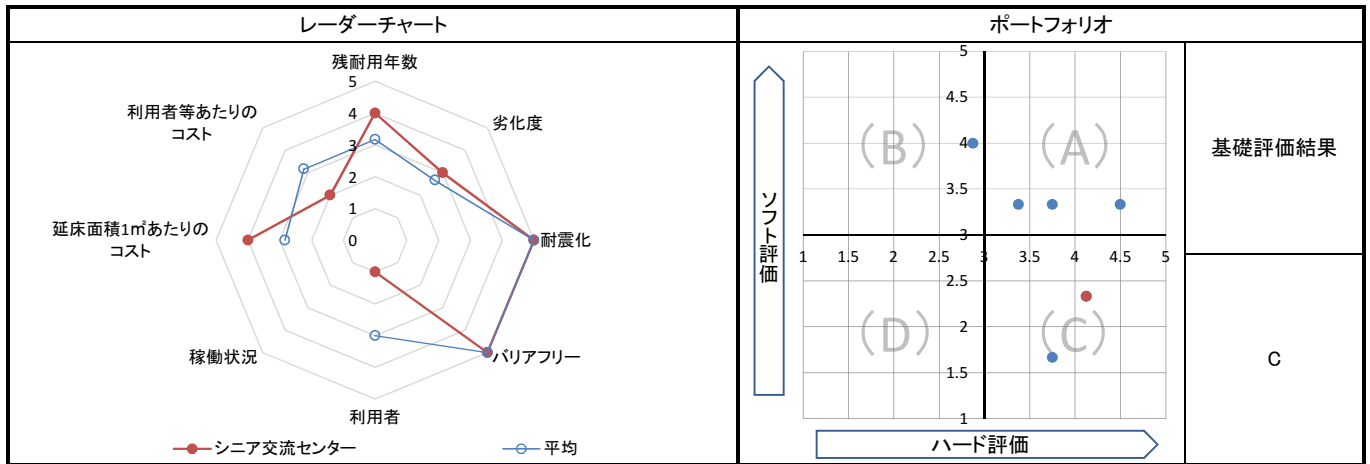 レーダーチャート
残耐用年数
劣化度
耐震化
バリアフリー
利用者
稼働状況
延床面積1㎡あたりの
コスト
利用者等あたりの
コスト
5
4
3
2
1
0
シニア交流センター
平均
ポートフォリオ
ソフト評価
5
4.5
4
3.5
3
2.5
2
1.5
1
1 1.5 2 2.5 3 3.5 4 4.5 5
(B)
(A)
(D)
(C)
ハード評価
基礎評価結果
C